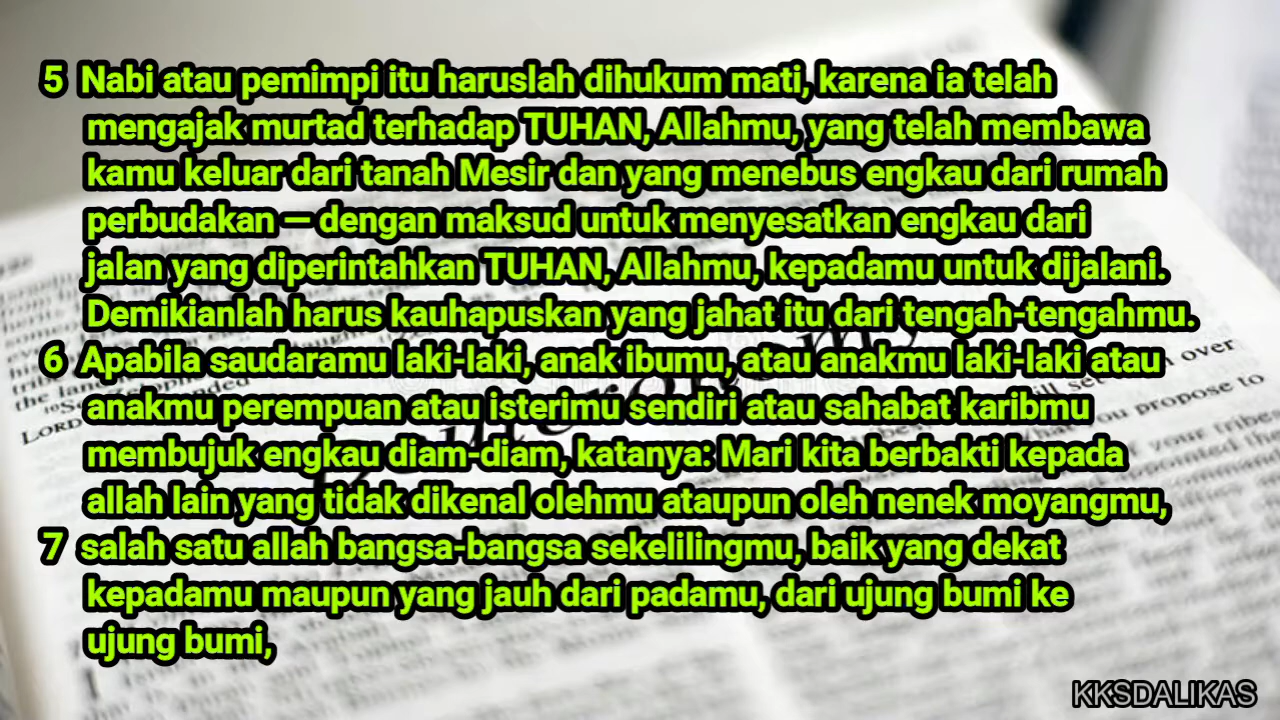 5 Nabi atau pemimpi itu haruslah dihukum mati, karena ia telah
mengajak murtad terhadap TUHAN, Allahmu, yang telah membawa
kamu keluar dari tanah Mesir dan yang menebus engkau dari rumah
perbudakan — dengan maksud untuk menyesatkan engkau dari
jalan yang diperintahkan TUHAN, Allahmu, kepadamu untuk dijalani.
Demikianlah harus kauhapuskan yang jahat itu dari tengah-tengahmu.
6 Apabila saudaramu laki-laki, anak ibumu, atau anakmu laki-laki atau
anakmu perempuan atau isterimu sendiri atau sahabat karibmu
membujuk engkau diam-diam, katanya: Mari kita berbakti kepada
allah lain yang tidak dikenal olehmu ataupun oleh nenek moyangmu,
7 salah satu allah bangsa-bangsa sekelilingmu, baik yang dekat
kepadamu maupun yang jauh dari padamu, dari ujung bumi ke
ujung bumi,
KKSDALIKAS